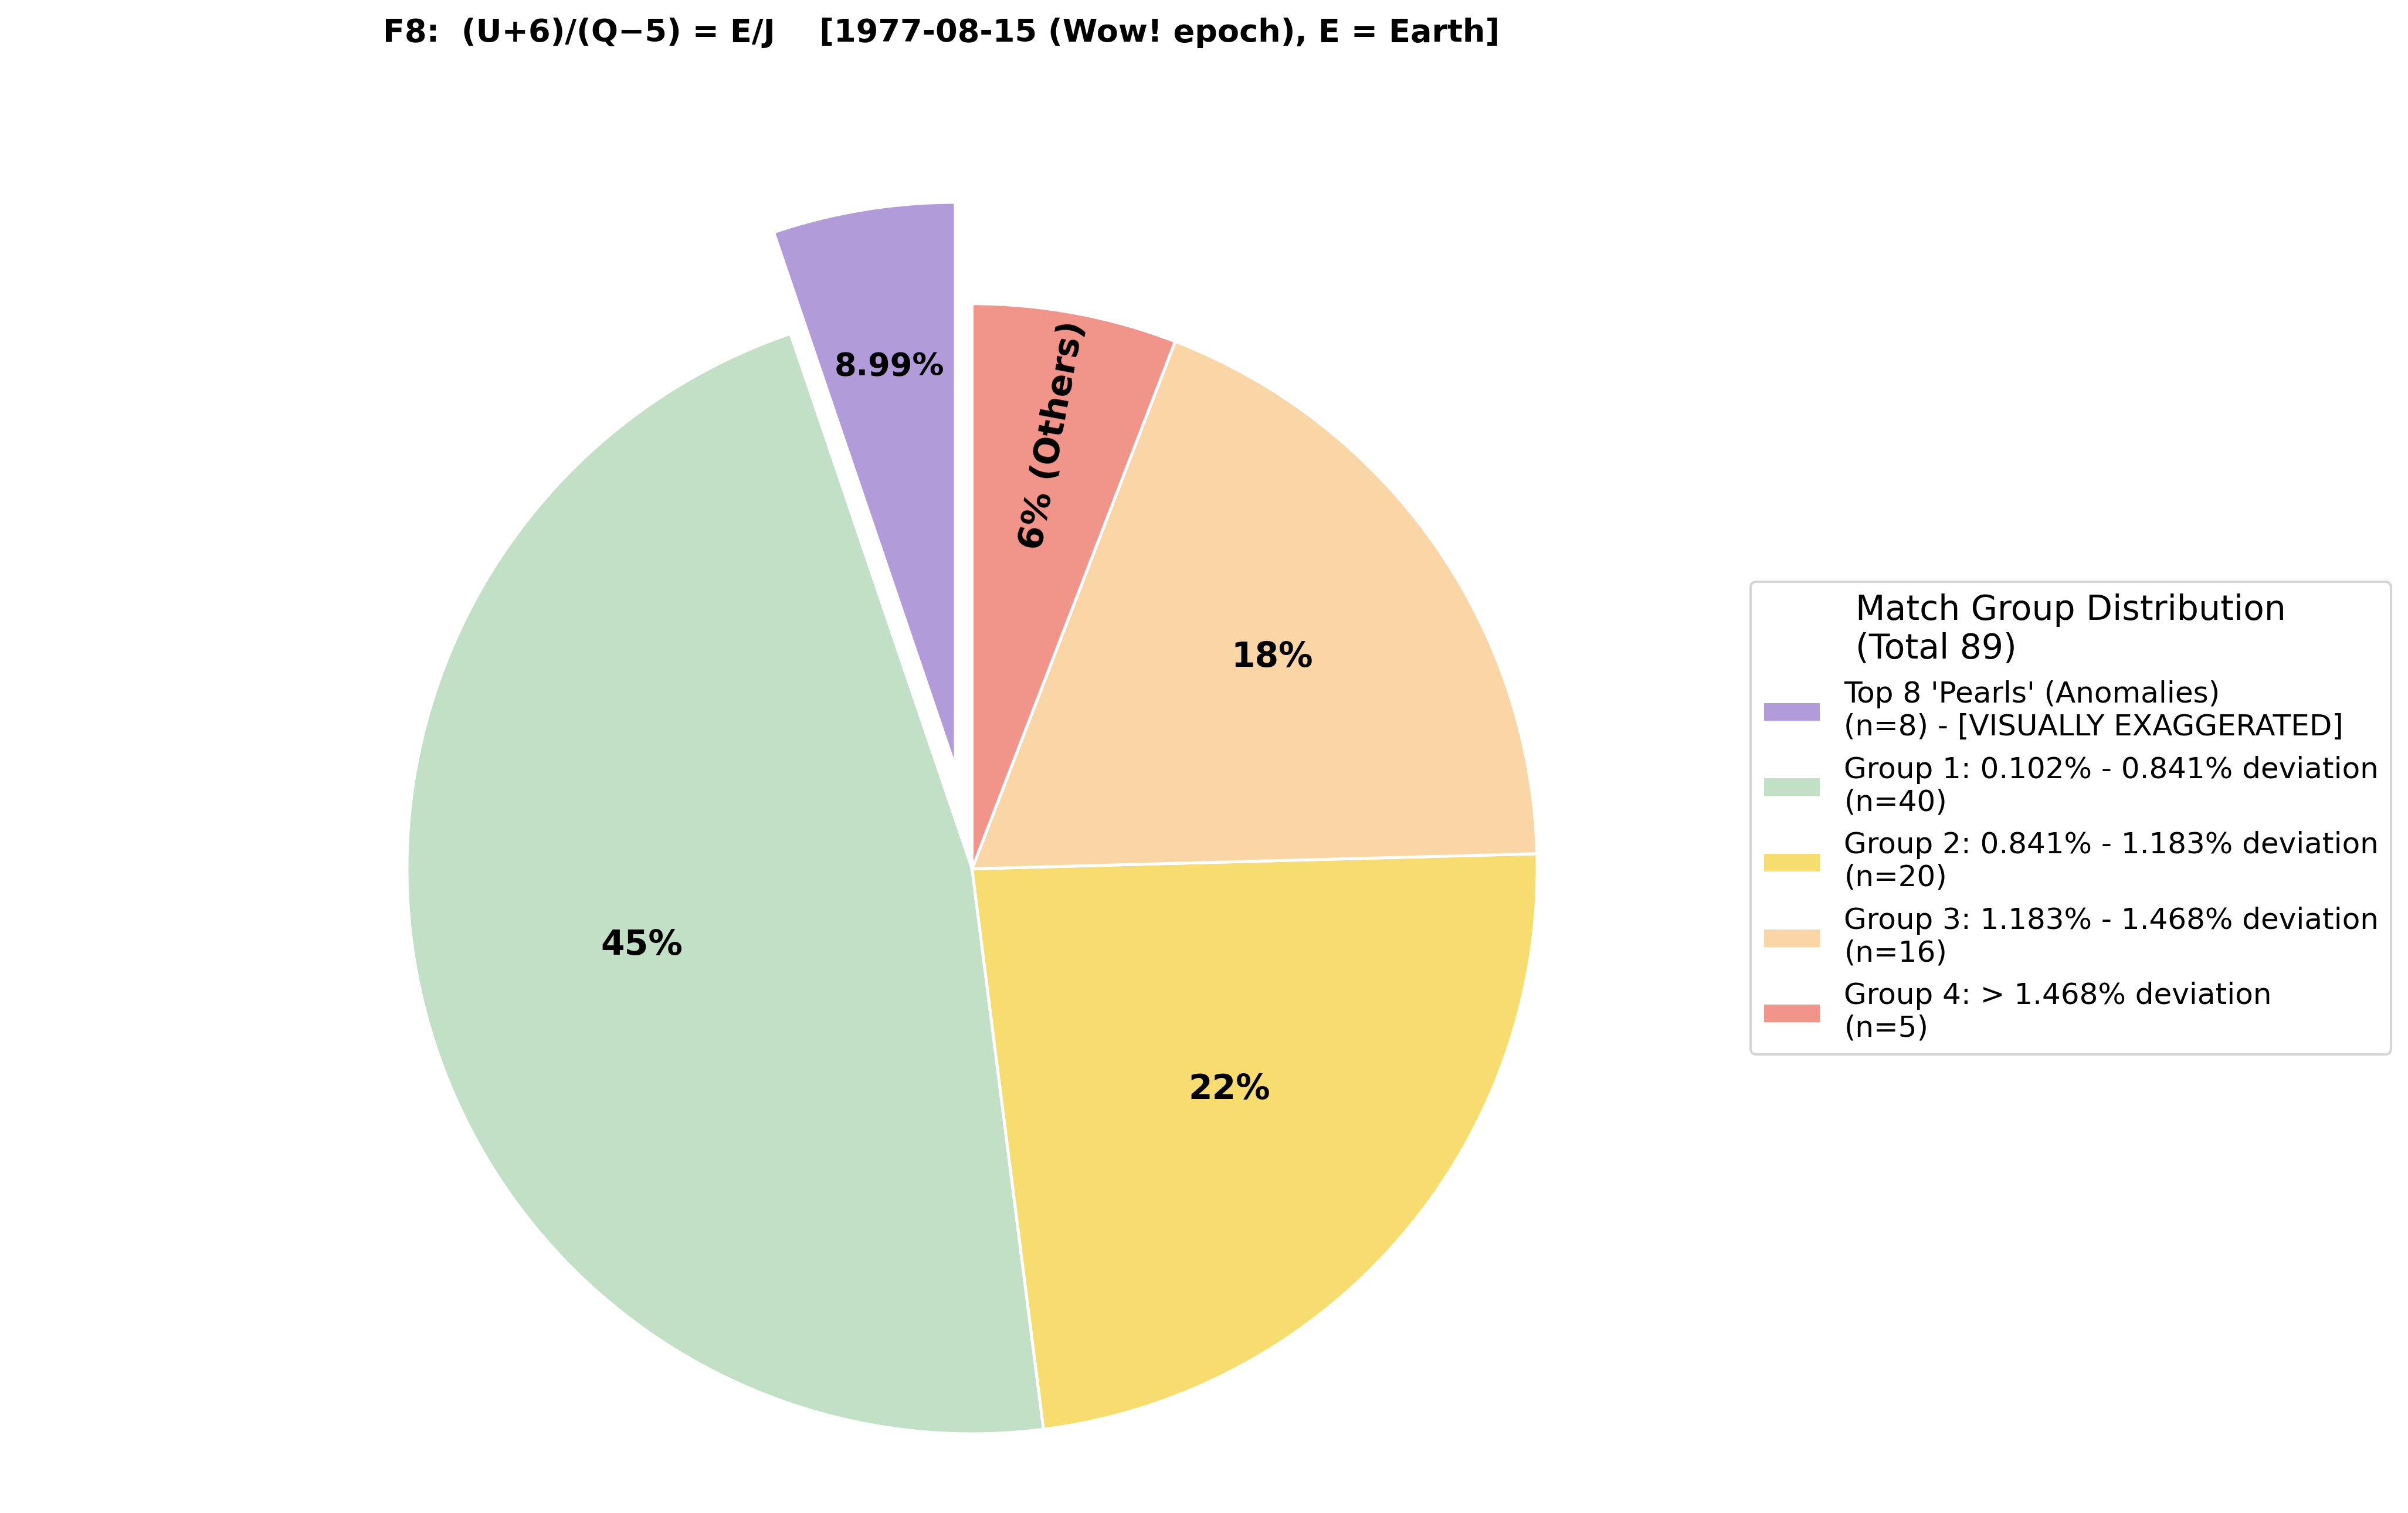 F8:  (U+6)/(Q−5) = E/J    [1977-08-15 (Wow! epoch), E = Earth]
8.99%
6% (Others)
18%
45%
22%
Match Group Distribution
(Total 89)
Top 8 'Pearls' (Anomalies)
(n=8) - [VISUALLY EXAGGERATED]
Group 1: 0.102% - 0.841% deviation
(n=40)
Group 2: 0.841% - 1.183% deviation
(n=20)
Group 3: 1.183% - 1.468% deviation
(n=16)
Group 4: > 1.468% deviation
(n=5)